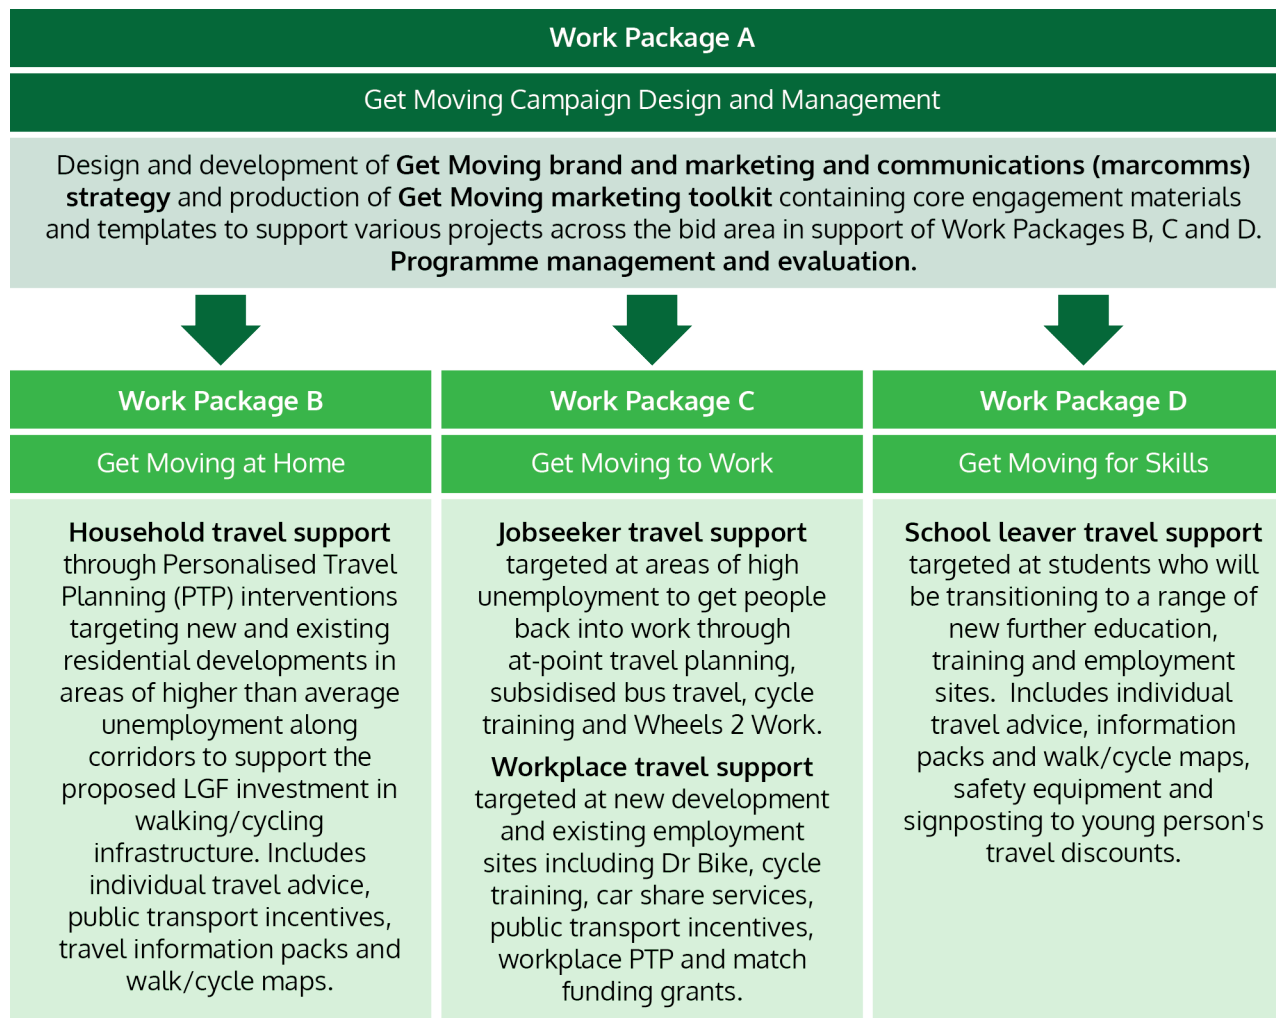 Work Package A
Get Moving Campaign Design and Management
Design and development of Get Moving brand and marketing and communications (marcomms)
strategy and production of Get Moving marketing toolkit containing core engagement materials
and templates to support various projects across the bid area in support of Work Packages B, C and D.
Programme management and evaluation.
Work Package B
Get Moving at Home
Household travel support
through Personalised Travel
Planning (PTP) interventions
targeting new and existing
residential developments in
areas of higher than average
unemployment along
corridors to support the
proposed LGF investment in
walking/cycling
infrastructure. Includes
individual travel advice,
public transport incentives,
travel information packs and
walk/cycle maps.
Work Package C
Get Moving to Work
Jobseeker travel support
targeted at areas of high
unemployment to get people
back into work through
at-point travel planning,
subsidised bus travel, cycle
training and Wheels 2 Work.
Workplace travel support
targeted at new development
and existing employment
sites including Dr Bike, cycle
training, car share services,
public transport incentives,
workplace PTP and match
funding grants.
Work Package D
Get Moving for Skills
School leaver travel support
targeted at students who will
be transitioning to a range of
new further education,
training and employment
sites.  Includes individual
travel advice, information
packs and walk/cycle maps,
safety equipment and
signposting to young person's
travel discounts.